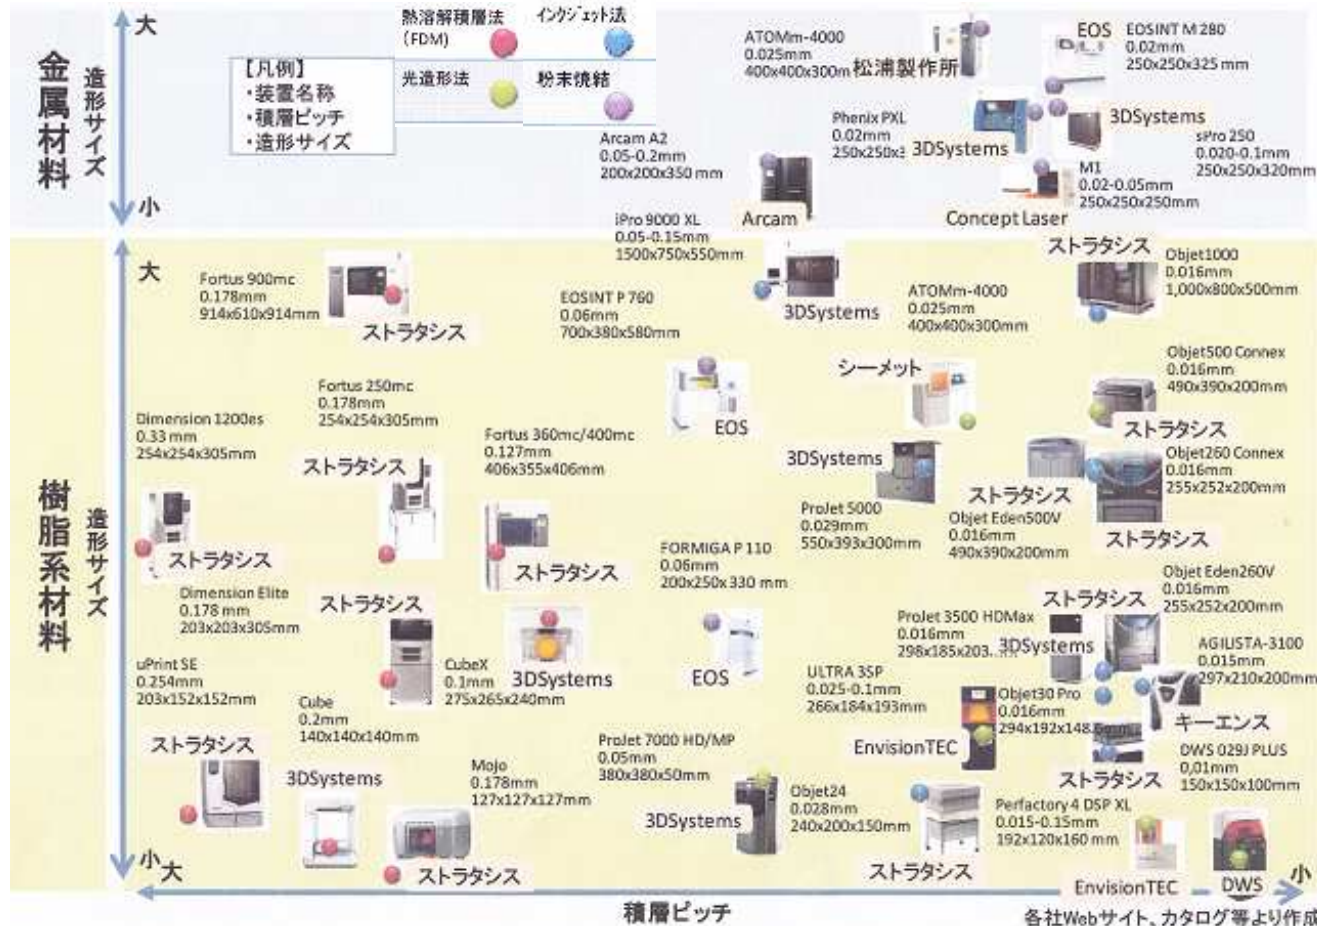 金属材料
造形サイズ
大
小
【凡例】
・装置名称
・積層ピッチ
・造形サイズ
熱溶解積層法
(FDM)
インクジェット法
光造形法
粉末焼結
Arcam A2
0.05-0.2mm
200x200x350 mm
Arcam
ATOMm-4000
0.025mm
400x400x300m
松浦製作所
EOS
EOSINT M 280
0.02mm
250x250x325 mm
Phenix PXL
0.02mm
250x250x3
3DSystems
3DSystems
sPro 250
0.020-0.1mm
250x250x320mm
M1
0.02-0.05mm
250x250x250mm
Concept Laser
樹脂系材料
造形サイズ
大
小
Fortus 900mc
0.178mm
914x610x914mm
ストラタシス
iPro 9000 XL
0.05-0.15mm
1500x750x550mm
3DSystems
EOSINT P 760
0.06mm
700x380x580mm
EOS
ATOMm-4000
0.025mm
400x400x300mm
シーメット
ストラタシス
Objet1000
0.016mm
1,000x800x500mm
Objet500 Connex
0.016mm
490x390x200mm
ストラタシス
Dimension 1200es
0.33 mm
254x254x305mm
ストラタシス
Fortus 250mc
0.178mm
254x254x305mm
ストラタシス
Fortus 360mc/400mc
0.127mm
406x355x406mm
ストラタシス
3DSystems
ProJet 5000
0.029mm
550x393x300mm
ストラタシス
Objet Eden500V
0.016mm
490x390x200mm
Objet260 Connex
0.016mm
255x252x200mm
ストラタシス
Dimension Elite
0.178 mm
203x203x305mm
ストラタシス
FORMIGA P 110
0.06mm
200x250x330 mm
EOS
Objet Eden260V
0.016mm
255x252x200mm
ストラタシス
ProJet 3500 HDMax
0.016mm
298x185x203
3DSystems
AGILISTA-3100
0.015mm
297x210x200mm
キーエンス
uPrint SE
0.254mm
203x152x152mm
ストラタシス
CubeX
0.1mm
275x265x240mm
3DSystems
Cube
0.2mm
140x140x140mm
3DSystems
ULTRA 3SP
0.025-0.1mm
266x184x193mm
EnvisionTEC
Objet30 Pro
0.016mm
294x192x148.6mm
ストラタシス
Mojo
0.178mm
127x127x127mm
ストラタシス
ProJet 7000 HD/MP
0.05mm
380x380x50mm
3DSystems
Objet24
0.028mm
240x200x150mm
ストラタシス
Perfactory 4 DSP XL
0.015-0.15mm
192x120x160 mm
EnvisionTEC
DWS 029J PLUS
0,01mm
150x150x100mm
DWS
大
小
積層ピッチ
各社Webサイト、カタログ等より作成